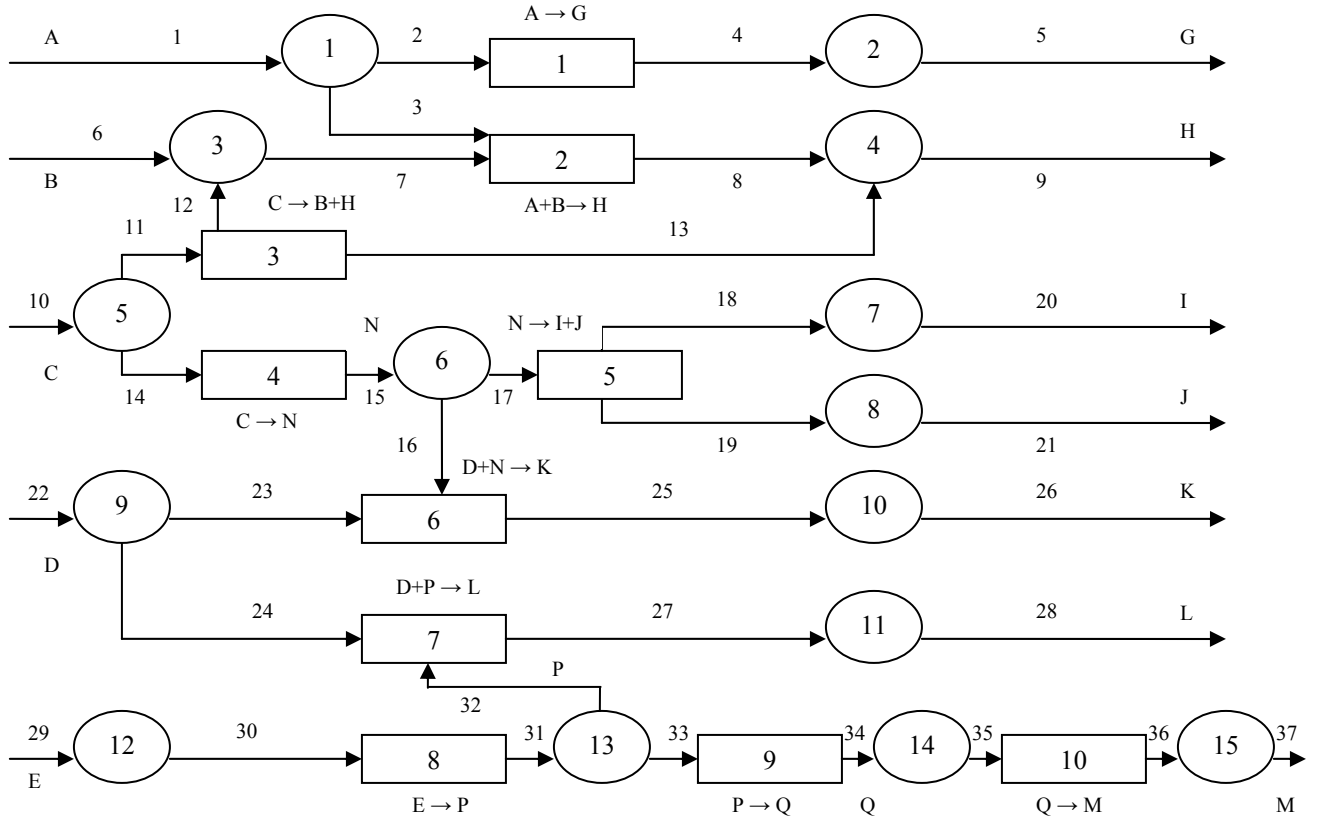 A → G
A 1 1 2 1 4 2 5 G
3
6 3 2 4 H
B 7 8 9
12 C → B+H A+B→ H
11 3 13
10 5 18 7 20 I
N N → I+J
C 14 4 15 6 17 5 8 J
C → N 19 21
16 D+N → K
22 9 23 6 25 10 26 K
D
D+P → L
24 7 27 11 28 L
P
32
29 12 30 8 31 13 33 9 34 14 35 10 36 15 37
E E → P P → Q Q Q → M M